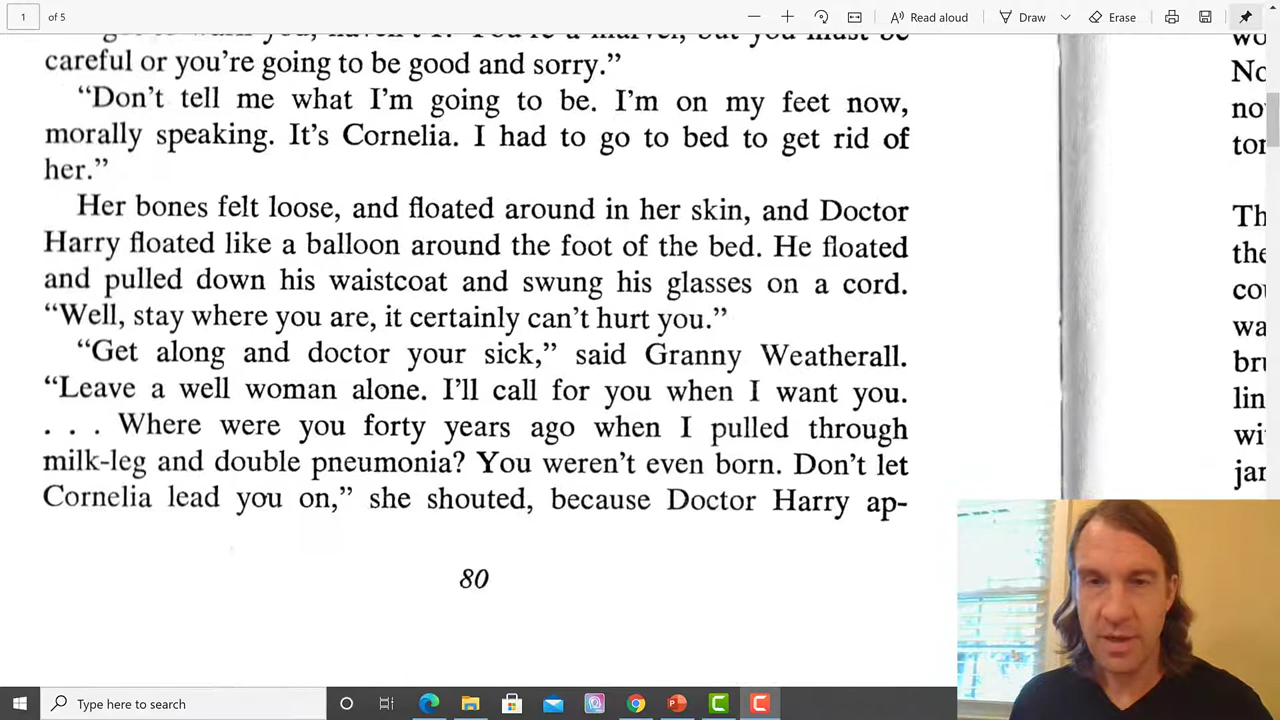 1 of 5
Read aloud
Draw
Erase
careful or you're going to be good and sorry.”
“Don't tell me what I'm going to be. I'm on my feet now,
morally speaking. It's Cornelia. I had to go to bed to get rid of
her.”
Her bones felt loose, and floated around in her skin, and Doctor
Harry floated like a balloon around the foot of the bed. He floated
and pulled down his waistcoat and swung his glasses on a cord.
“Well, stay where you are, it certainly can't hurt you.”
“Get along and doctor your sick,” said Granny Weatherall.
“Leave a well woman alone. I'll call for you when I want you.
. . . Where were you forty years ago when I pulled through
milk-leg and double pneumonia? You weren't even born. Don't let
Cornelia lead you on,” she shouted, because Doctor Harry ap-
80
Type here to search